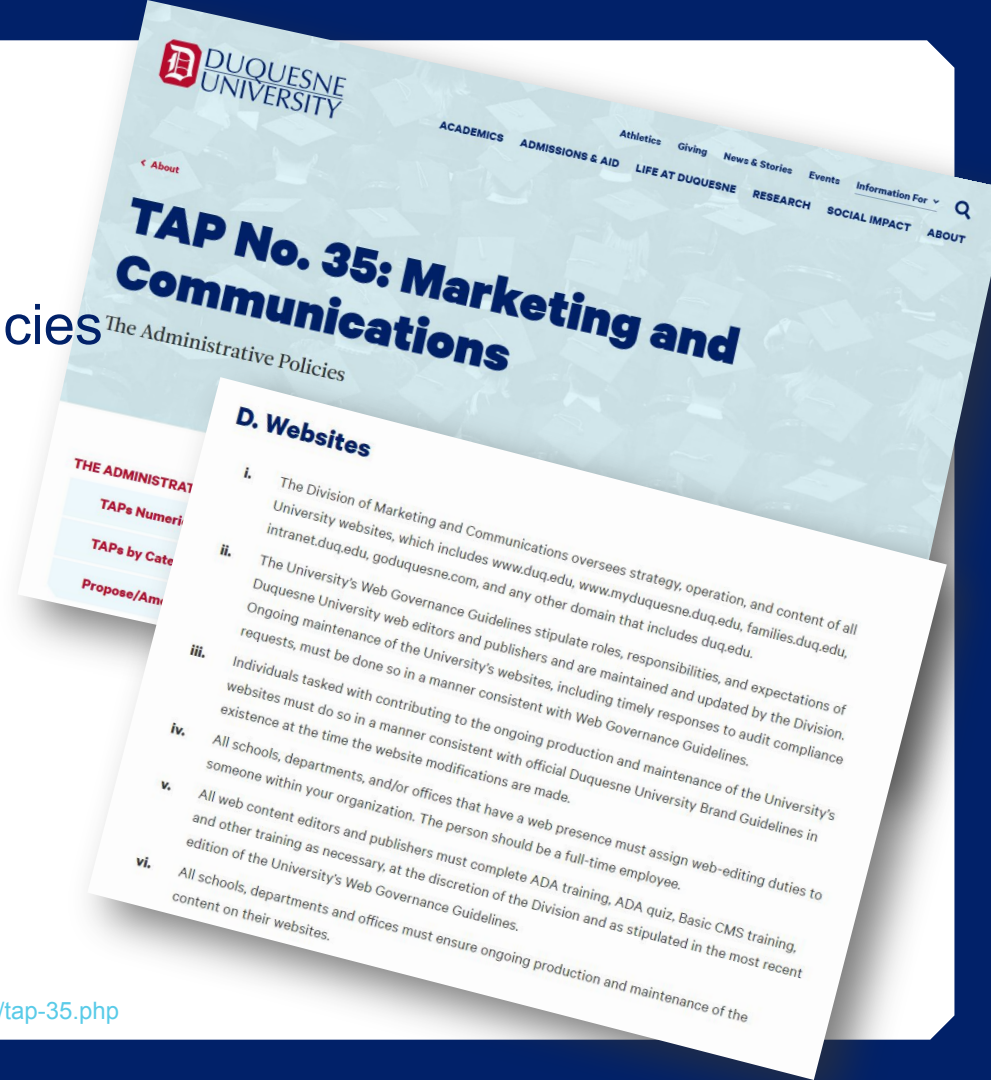 DUQUESNE
UNIVERSITY
Athletics Giving News & Stories Events Information For
ACADEMICS ADMISSIONS & AID LIFE AT DUQUESNE RESEARCH SOCIAL IMPACT ABOUT
< About
TAP No. 35: Marketing and
Communications
The Administrative Policies
cies
THE ADMINISTRAT
TAPs Numeri
TAPs by Cate
Propose/Ame
D. Websites
i. The Division of Marketing and Communications oversees strategy, operation, and content of all
University websites, which includes www.duq.edu, www.myduquesne.duq.edu, families.duq.edu,
intranet.duq.edu, goduquesne.com, and any other domain that includes duq.edu.
ii. The University's Web Governance Guidelines stipulate roles, responsibilities, and expectations of
Duquesne University web editors and publishers and are maintained and updated by the Division.
Ongoing maintenance of the University's websites, including timely responses to audit compliance
requests, must be done so in a manner consistent with Web Governance Guidelines.
iii. Individuals tasked with contributing to the ongoing production and maintenance of the University's
websites must do so in a manner consistent with official Duquesne University Brand Guidelines in
existence at the time the website modifications are made.
iv. All schools, departments, and/or offices that have a web presence must assign web-editing duties to
someone within your organization. The person should be a full-time employee.
v. All web content editors and publishers must complete ADA training, ADA quiz, Basic CMS training,
and other training as necessary, at the discretion of the Division and as stipulated in the most recent
edition of the University's Web Governance Guidelines.
vi. All schools, departments and offices must ensure ongoing production and maintenance of the
content on their websites.
/tap-35.php